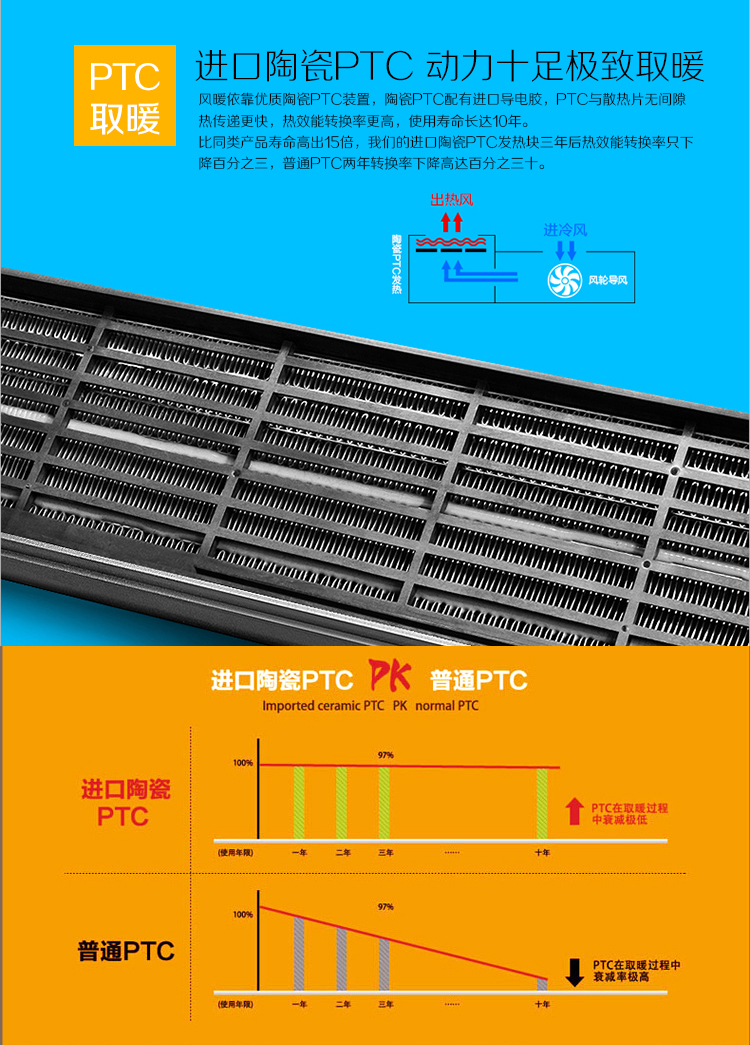 PTC
取暖
进口陶瓷PTC 动力十足极致取暖
风暖依靠优质陶瓷PTC装置，陶瓷PTC配有进口导电胶，PTC与散热片无间隙
热传递更快，热效能转换率更高，使用寿命长达10年。
比同类产品寿命高出15倍，我们的进口陶瓷PTC发热块三年后热效能转换率只下
降百分之三，普通PTC两年转换率下降高达百分之三十。
出热风
进冷风
陶瓷PTC发热
风轮导风
进口陶瓷PTC PK 普通PTC
Imported ceramic PTC PK normal PTC
进口陶瓷
PTC
100%
97%
(使用年限) 一年 二年 三年 ······ 十年
PTC在取暖过程
中衰减极低
普通PTC
100%
97%
(使用年限) 一年 二年 三年 ······ 十年
PTC在取暖过程中
衰减率极高